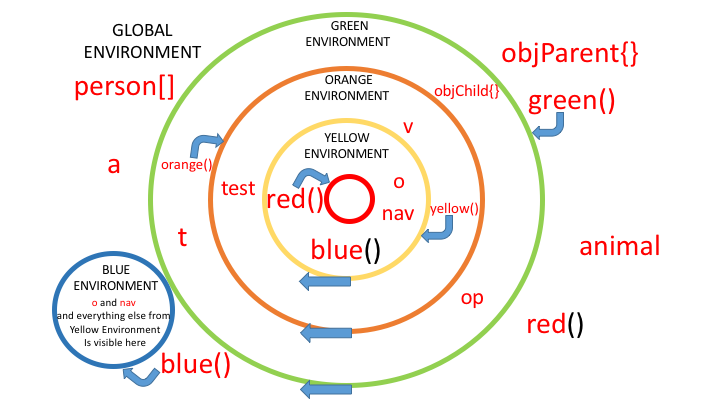 GLOBAL
ENVIRONMENT
GREEN
ENVIRONMENT
objParent{}
person[]
ORANGE
ENVIRONMENT
objChild{}
green()
v
YELLOW
ENVIRONMENT
a
orange()
test
red()
o
nav
yellow()
t
blue()
animal
BLUE
ENVIRONMENT
o and nav
and everything else from
Yellow Environment
Is visible here
op
red()
blue()